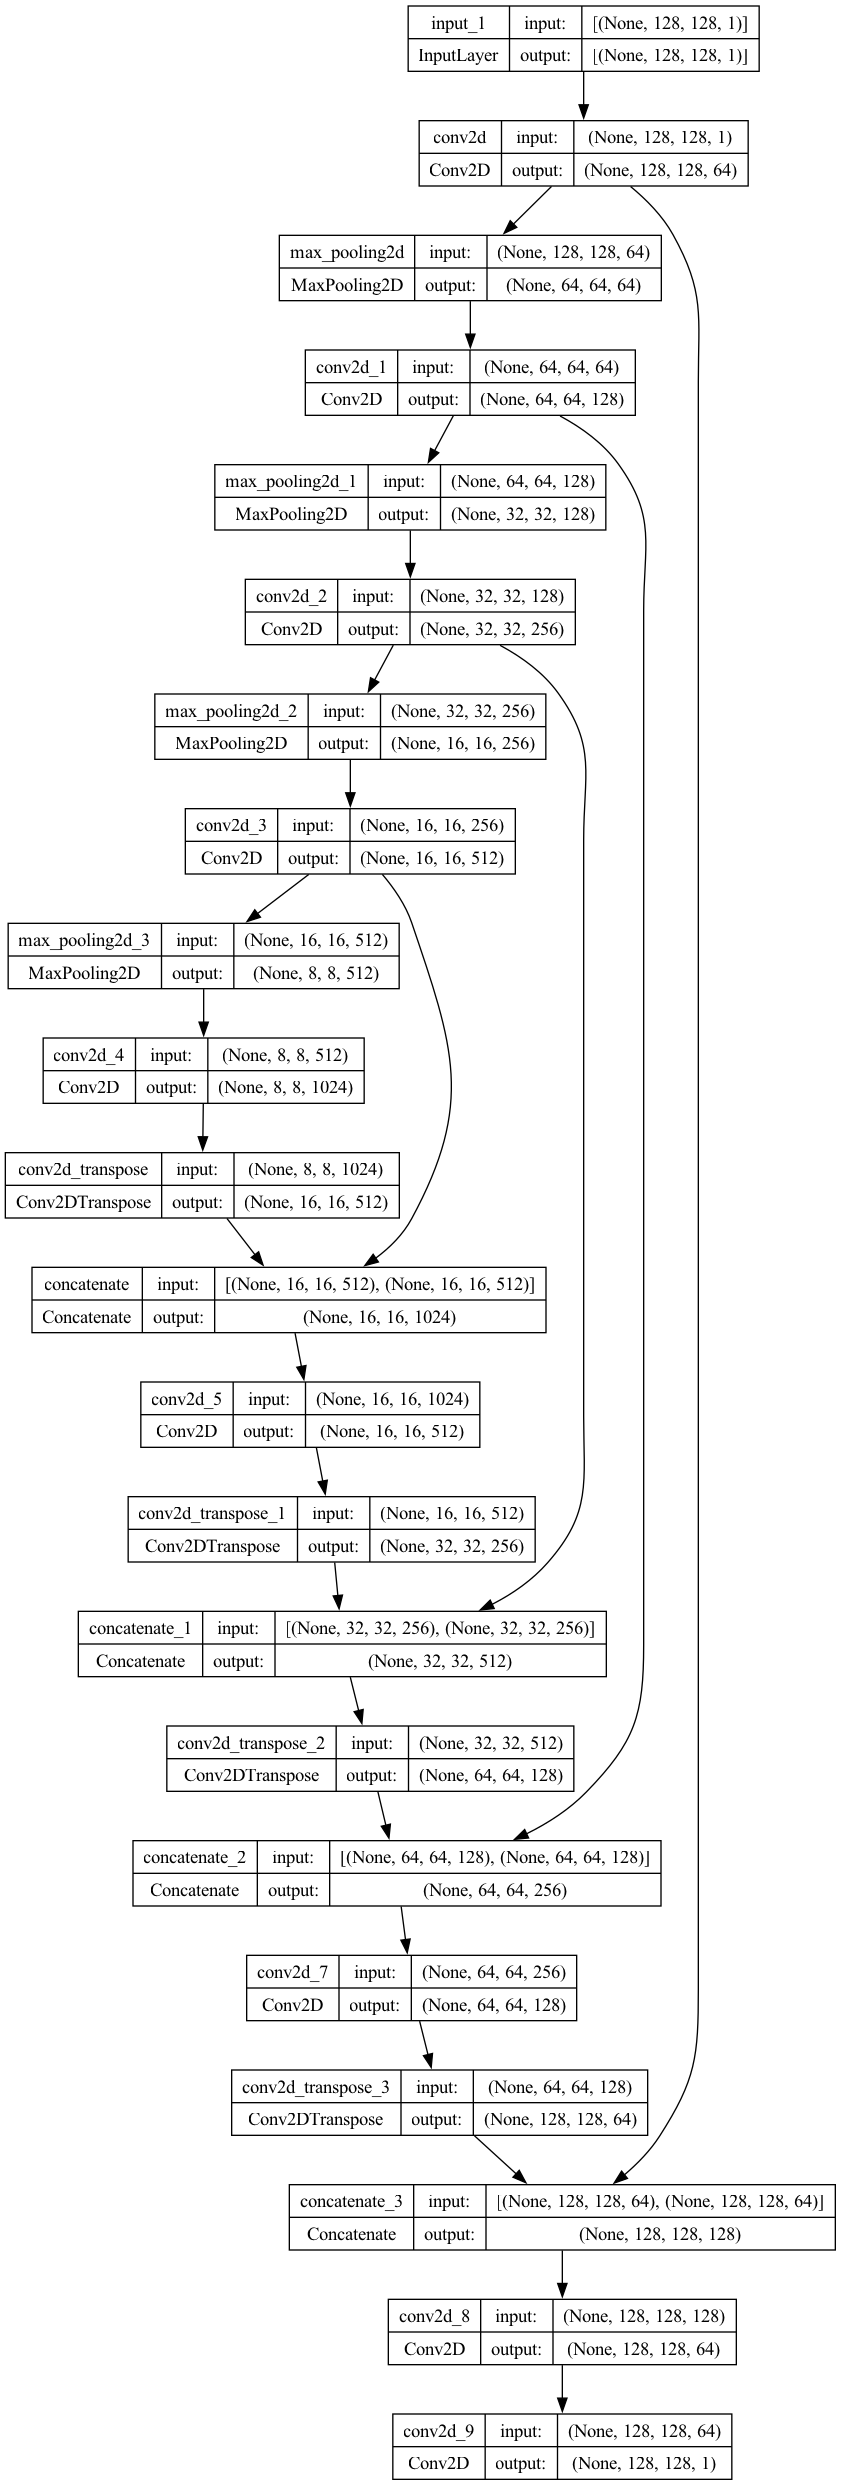 input_1 input: [(None, 128, 128, 1)]
InputLayer output: [(None, 128, 128, 1)]
conv2d input: (None, 128, 128, 1)
Conv2D output: (None, 128, 128, 64)
max_pooling2d input: (None, 128, 128, 64)
MaxPooling2D output: (None, 64, 64, 64)
conv2d_1 input: (None, 64, 64, 64)
Conv2D output: (None, 64, 64, 128)
max_pooling2d_1 input: (None, 64, 64, 128)
MaxPooling2D output: (None, 32, 32, 128)
conv2d_2 input: (None, 32, 32, 128)
Conv2D output: (None, 32, 32, 256)
max_pooling2d_2 input: (None, 32, 32, 256)
MaxPooling2D output: (None, 16, 16, 256)
conv2d_3 input: (None, 16, 16, 256)
Conv2D output: (None, 16, 16, 512)
max_pooling2d_3 input: (None, 16, 16, 512)
MaxPooling2D output: (None, 8, 8, 512)
conv2d_4 input: (None, 8, 8, 512)
Conv2D output: (None, 8, 8, 1024)
conv2d_transpose input: (None, 8, 8, 1024)
Conv2DTranspose output: (None, 16, 16, 512)
concatenate input: [(None, 16, 16, 512), (None, 16, 16, 512)]
Concatenate output: (None, 16, 16, 1024)
conv2d_5 input: (None, 16, 16, 1024)
Conv2D output: (None, 16, 16, 512)
conv2d_transpose_1 input: (None, 16, 16, 512)
Conv2DTranspose output: (None, 32, 32, 256)
concatenate_1 input: [(None, 32, 32, 256), (None, 32, 32, 256)]
Concatenate output: (None, 32, 32, 512)
conv2d_transpose_2 input: (None, 32, 32, 512)
Conv2DTranspose output: (None, 64, 64, 128)
concatenate_2 input: [(None, 64, 64, 128), (None, 64, 64, 128)]
Concatenate output: (None, 64, 64, 256)
conv2d_7 input: (None, 64, 64, 256)
Conv2D output: (None, 64, 64, 128)
conv2d_transpose_3 input: (None, 64, 64, 128)
Conv2DTranspose output: (None, 128, 128, 64)
concatenate_3 input: [(None, 128, 128, 64), (None, 128, 128, 64)]
Concatenate output: (None, 128, 128, 128)
conv2d_8 input: (None, 128, 128, 128)
Conv2D output: (None, 128, 128, 64)
conv2d_9 input: (None, 128, 128, 64)
Conv2D output: (None, 128, 128, 1)